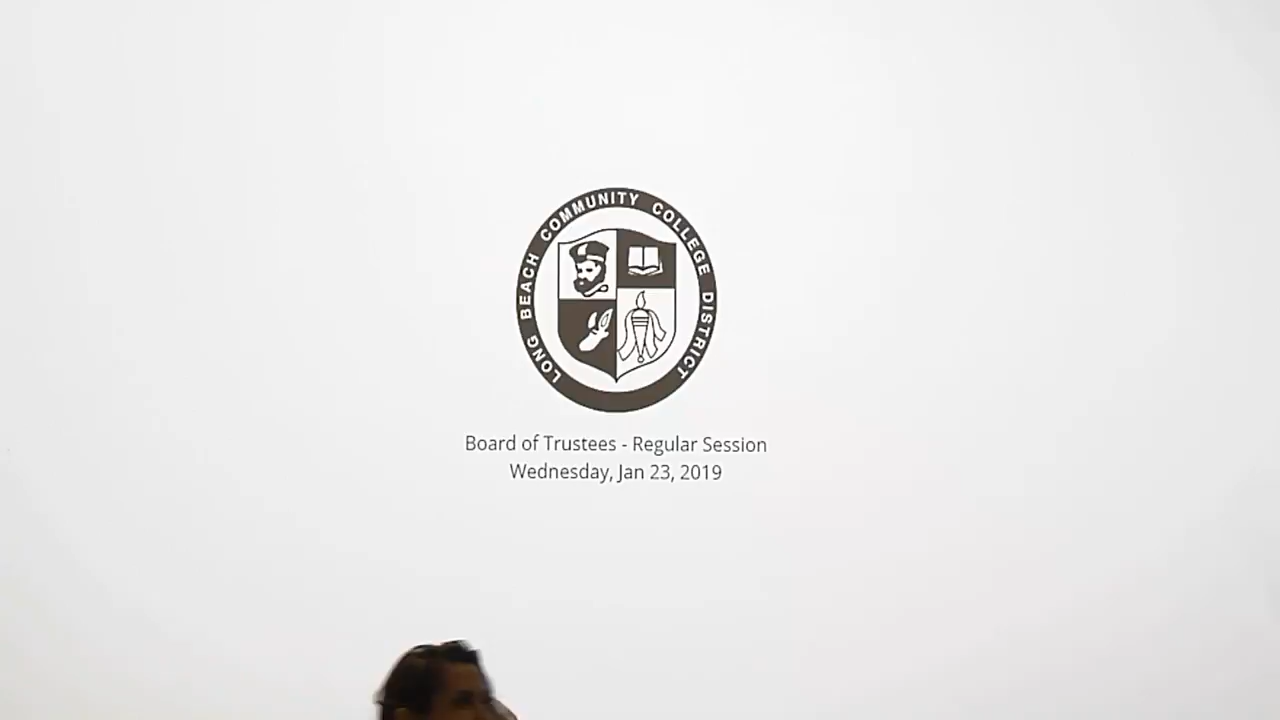 LONG BEACH COMMUNITY COLLEGE DISTRICT
Board of Trustees - Regular Session
Wednesday, Jan 23, 2019